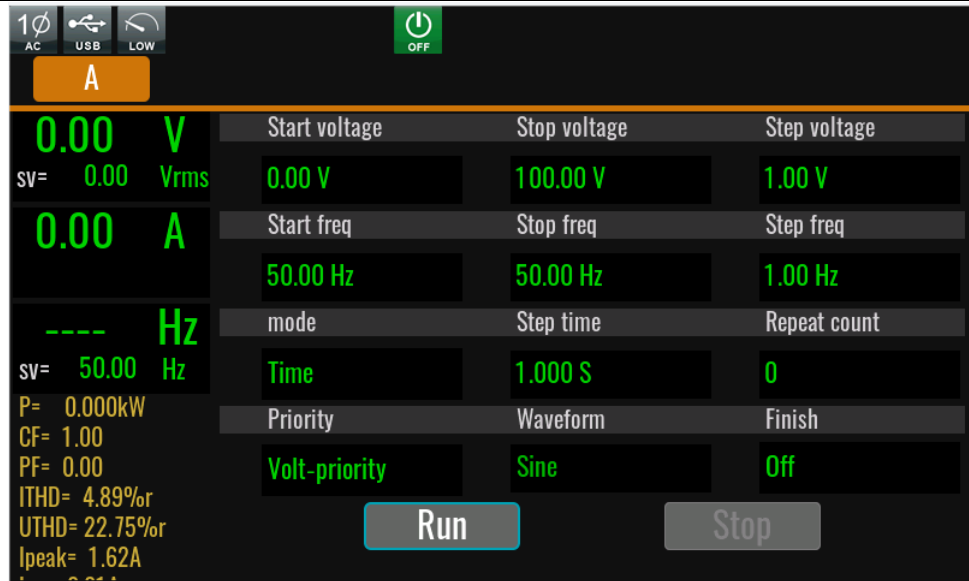 1Ø
AC
USB
LOW
OFF
A
0.00 V
sv= 0.00 Vrms
0.00 A
---- Hz
sv= 50.00 Hz
P= 0.000kW
CF= 1.00
PF= 0.00
ITHD= 4.89%r
UTHD= 22.75%r
Ipeak= 1.62A
Start voltage Stop voltage Step voltage
0.00 V 100.00 V 1.00 V
Start freq Stop freq Step freq
50.00 Hz 50.00 Hz 1.00 Hz
mode Step time Repeat count
Time 1.000 S 0
Priority Waveform Finish
Volt-priority Sine Off
Run Stop